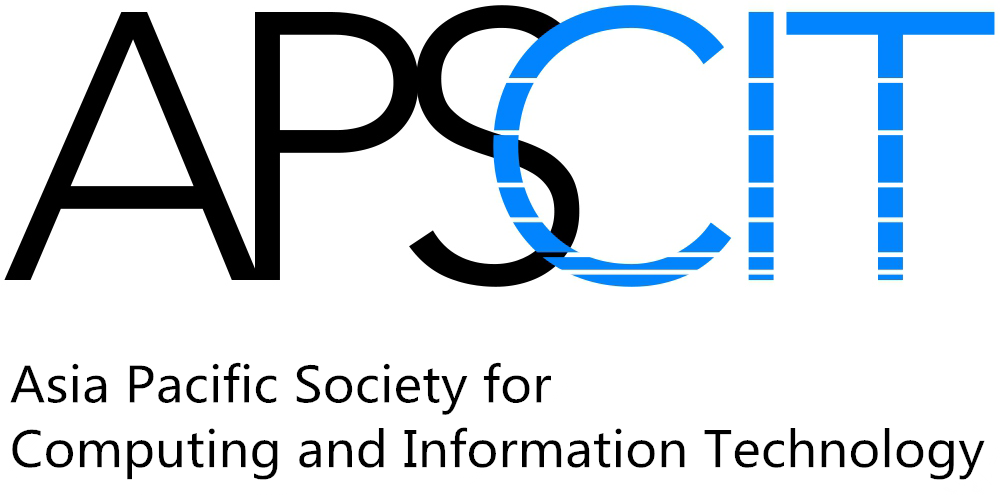 APSCIT
Asia Pacific Society for
Computing and Information Technology